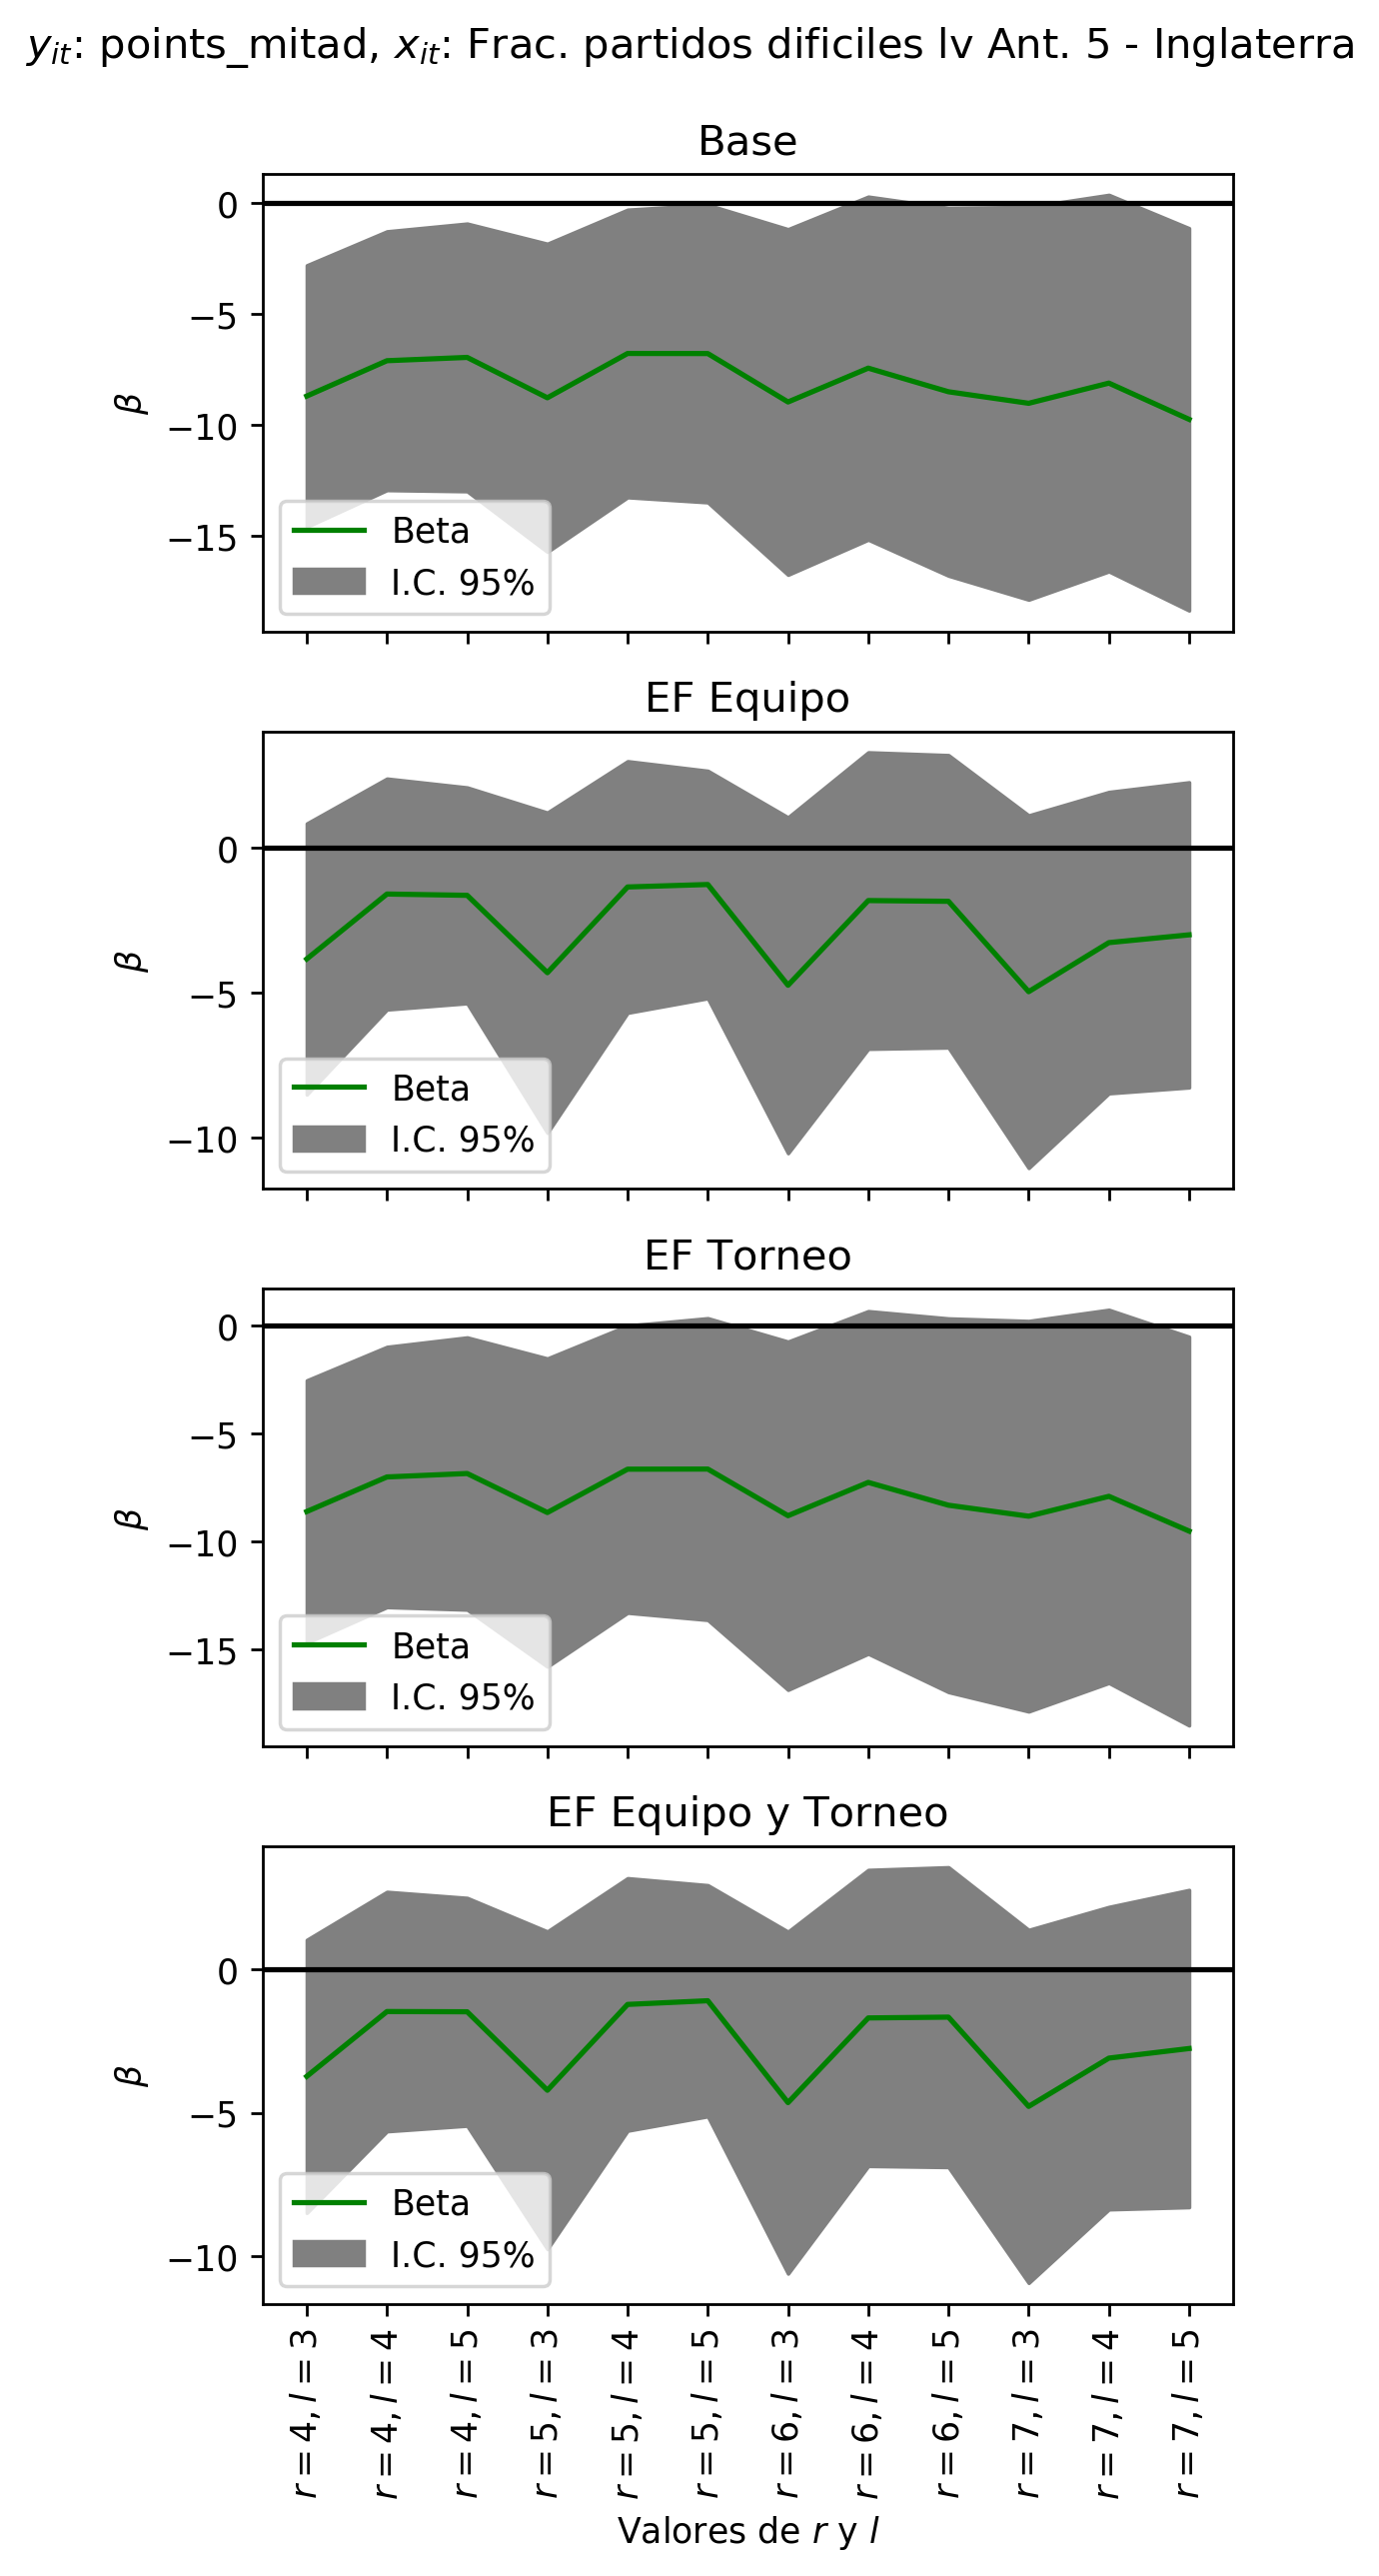 y_it: points_mitad, x_it: Frac. partidos dificiles lv Ant. 5 - Inglaterra
Base
0
−5
−10
−15
β
Beta
I.C. 95%
EF Equipo
0
−5
−10
β
Beta
I.C. 95%
EF Torneo
0
−5
−10
−15
β
Beta
I.C. 95%
EF Equipo y Torneo
0
−5
−10
β
Beta
I.C. 95%
r = 4, l = 3
r = 4, l = 4
r = 4, l = 5
r = 5, l = 3
r = 5, l = 4
r = 5, l = 5
r = 6, l = 3
r = 6, l = 4
r = 6, l = 5
r = 7, l = 3
r = 7, l = 4
r = 7, l = 5
Valores de r y l